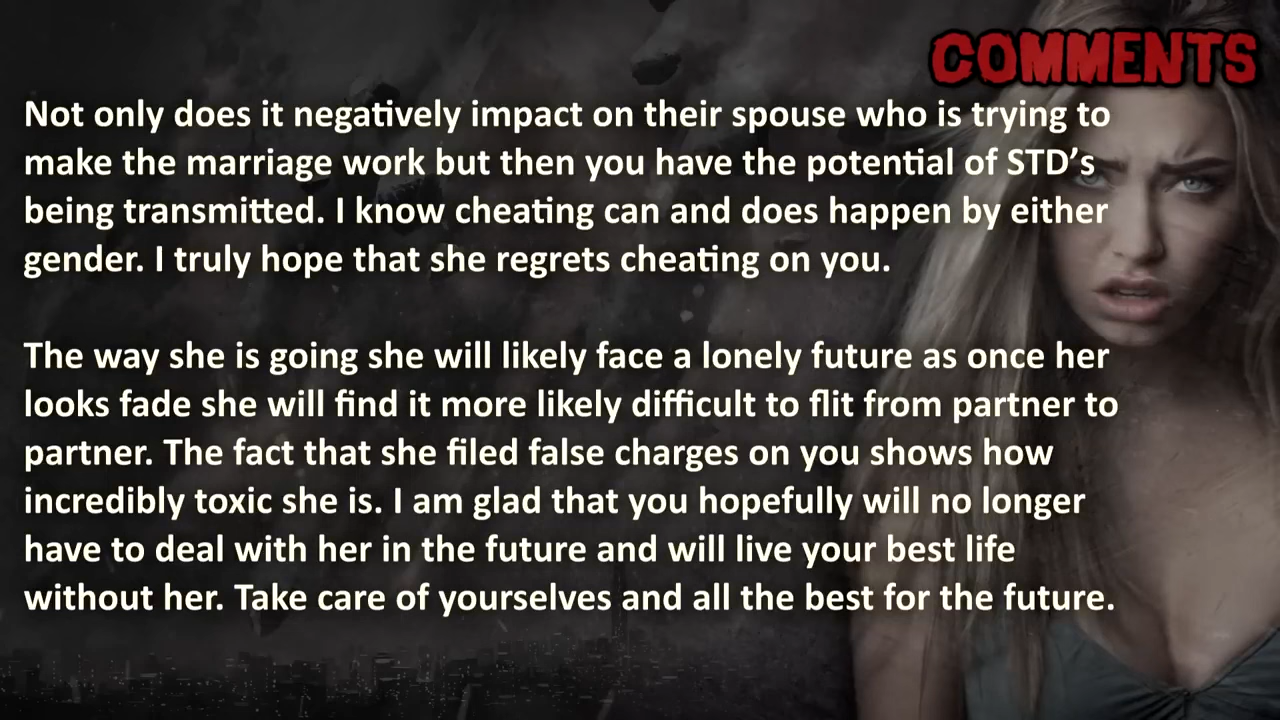 COMMENTS
Not only does it negatively impact on their spouse who is trying to
make the marriage work but then you have the potential of STD’s
being transmitted. I know cheating can and does happen by either
gender. I truly hope that she regrets cheating on you.
The way she is going she will likely face a lonely future as once her
looks fade she will find it more likely difficult to flit from partner to
partner. The fact that she filed false charges on you shows how
incredibly toxic she is. I am glad that you hopefully will no longer
have to deal with her in the future and will live your best life
without her. Take care of yourselves and all the best for the future.